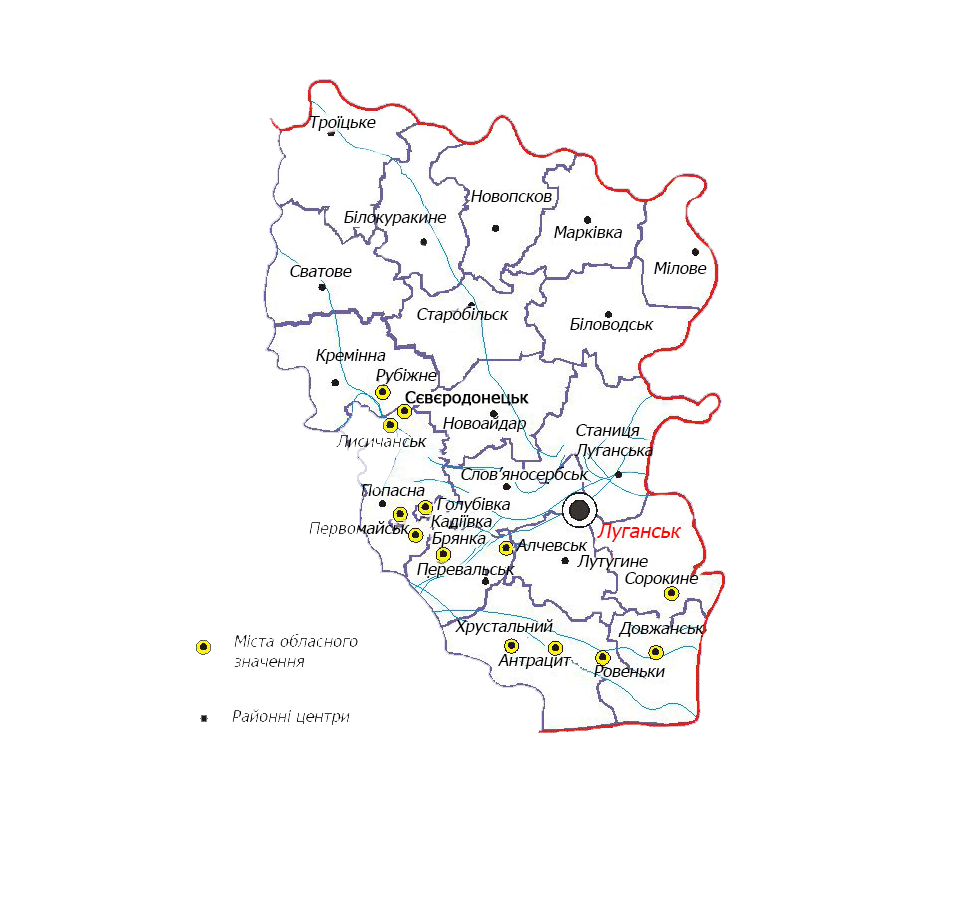 Троїцьке
Новопсков
Білокуракине
Марківка
Сватове
Мілове
Старобільск
Біловодськ
Кремінна
Рубіжне
Сєвєродонецьк
Новоайдар
Станиця
Луганська
Лисичанськ
Слов'яносербськ
Попасна
Голубівка
Кадіївка
Первомайськ
Брянка
Луганськ
Алчевськ
Перевальськ
Лутугине
Сорокине
Хрустальний
Довжанськ
Антрацит
Ровеньки
Міста обласного
значення
Районні центри